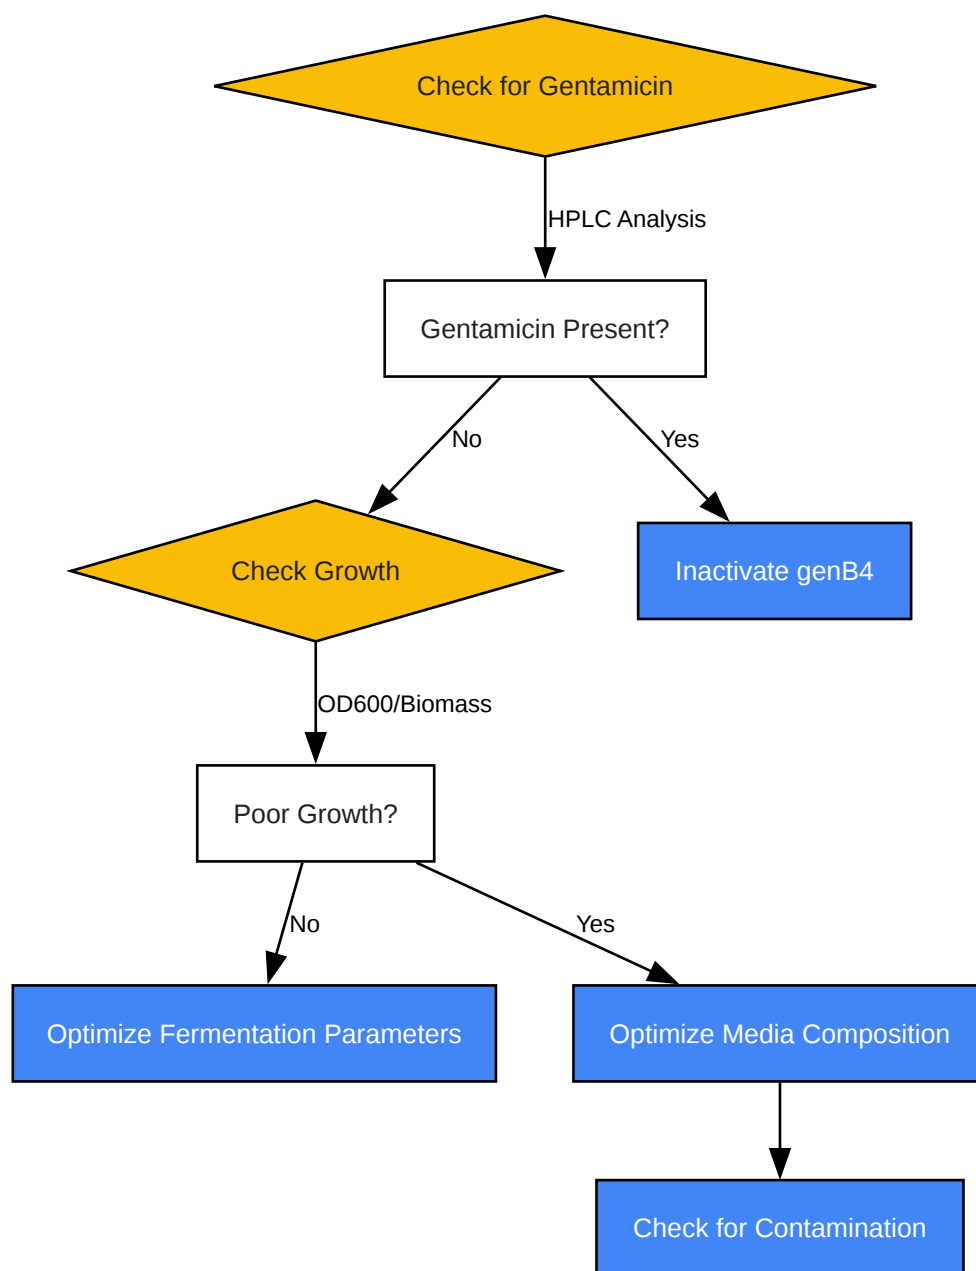 Check for Gentamicin
HPLC Analysis
Gentamicin Present?
No
Yes
Check Growth
Inactivate genB4
OD600/Biomass
Poor Growth?
No
Yes
Optimize Fermentation Parameters
Optimize Media Composition
Check for Contamination